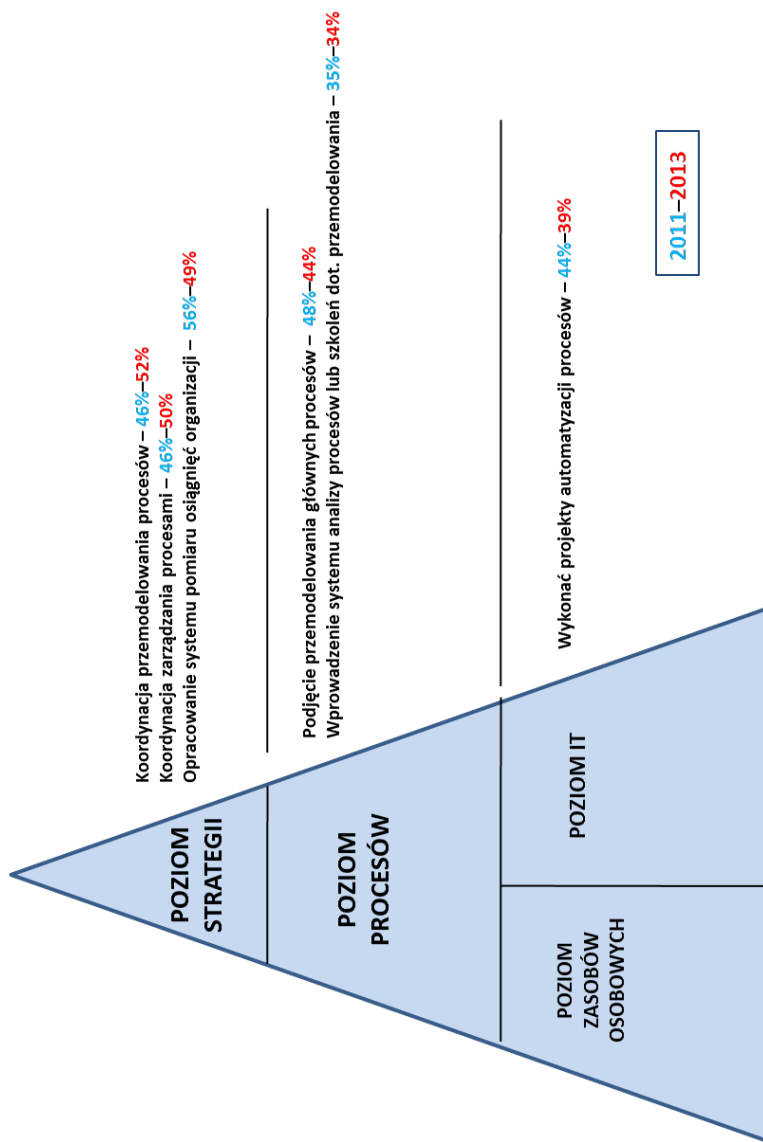 Koordynacja przemodelowania procesów – 46%–52%
Koordynacja zarządzania procesami – 46%–50%
Opracowanie systemu pomiaru osiągnięć organizacji – 56%–49%
POZIOM
STRATEGII
Podjęcie przemodelowania głównych procesów – 48%–44%
Wprowadzenie systemu analizy procesów lub szkoleń dot. przemodelowania – 35%–34%
POZIOM
PROCESÓW
Wykonać projekty automatyzacji procesów – 44%–39%
POZIOM
ZASOBÓW
OSOBOWYCH
POZIOM IT
2011–2013